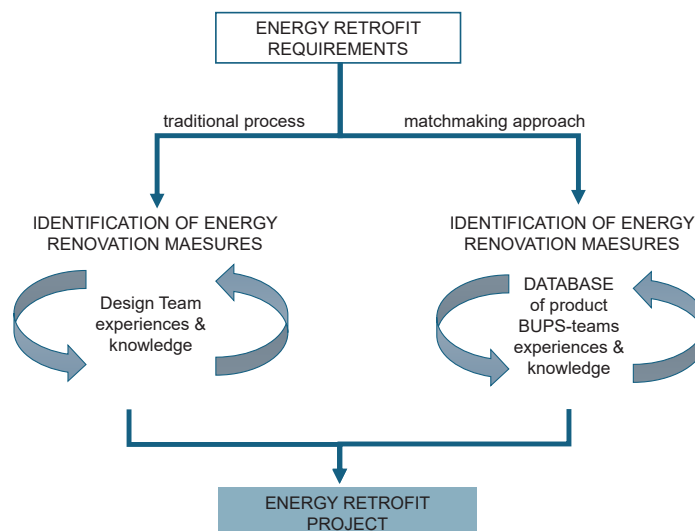 ENERGY RETROFIT
REQUIREMENTS
traditional process
matchmaking approach
IDENTIFICATION OF ENERGY
RENOVATION MAESURES
Design Team
experiences &
knowledge
IDENTIFICATION OF ENERGY
RENOVATION MAESURES
DATABASE
of product
BUPS-teams
experiences &
knowledge
ENERGY RETROFIT
PROJECT